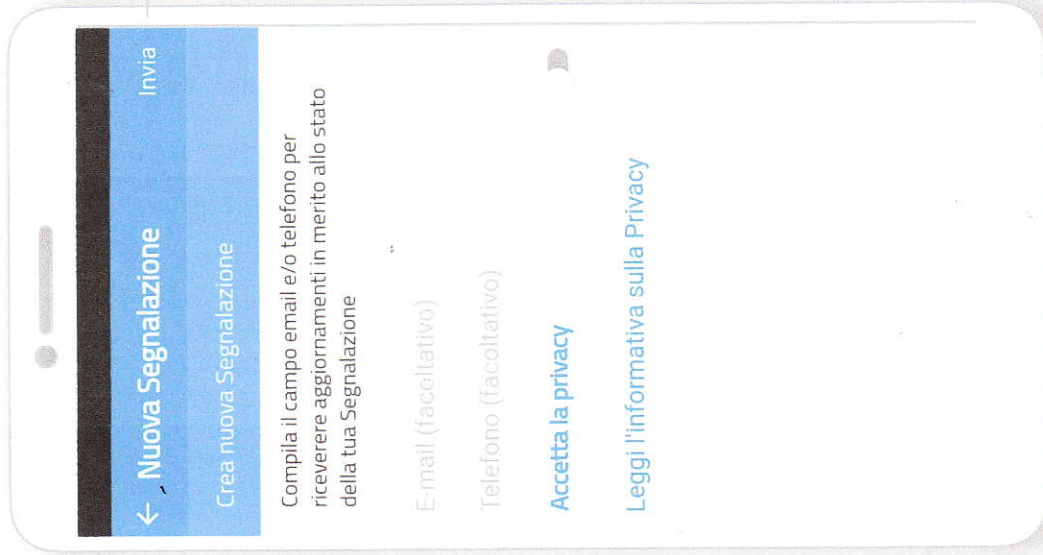 ← Nuova Segnalazione Invia
Crea nuova Segnalazione
Compila il campo email e/o telefono per
riceverere aggiornamenti in merito allo stato
della tua Segnalazione
E-mail (facoltativo)
Telefono (facoltativo)
Accetta la privacy
Leggi l'informativa sulla Privacy